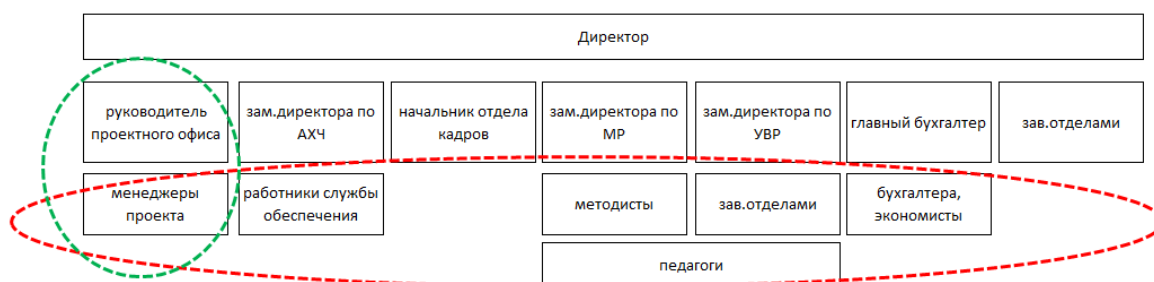 Директор
руководитель
проектного офиса
зам.директора по
АХЧ
начальник отдела
кадров
зам.директора по
МР
зам.директора по
УВР
главный бухгалтер
зав.отделами
менеджеры
проекта
работники службы
обеспечения
методисты
зав.отделами
бухгалтера,
экономисты
педагоги